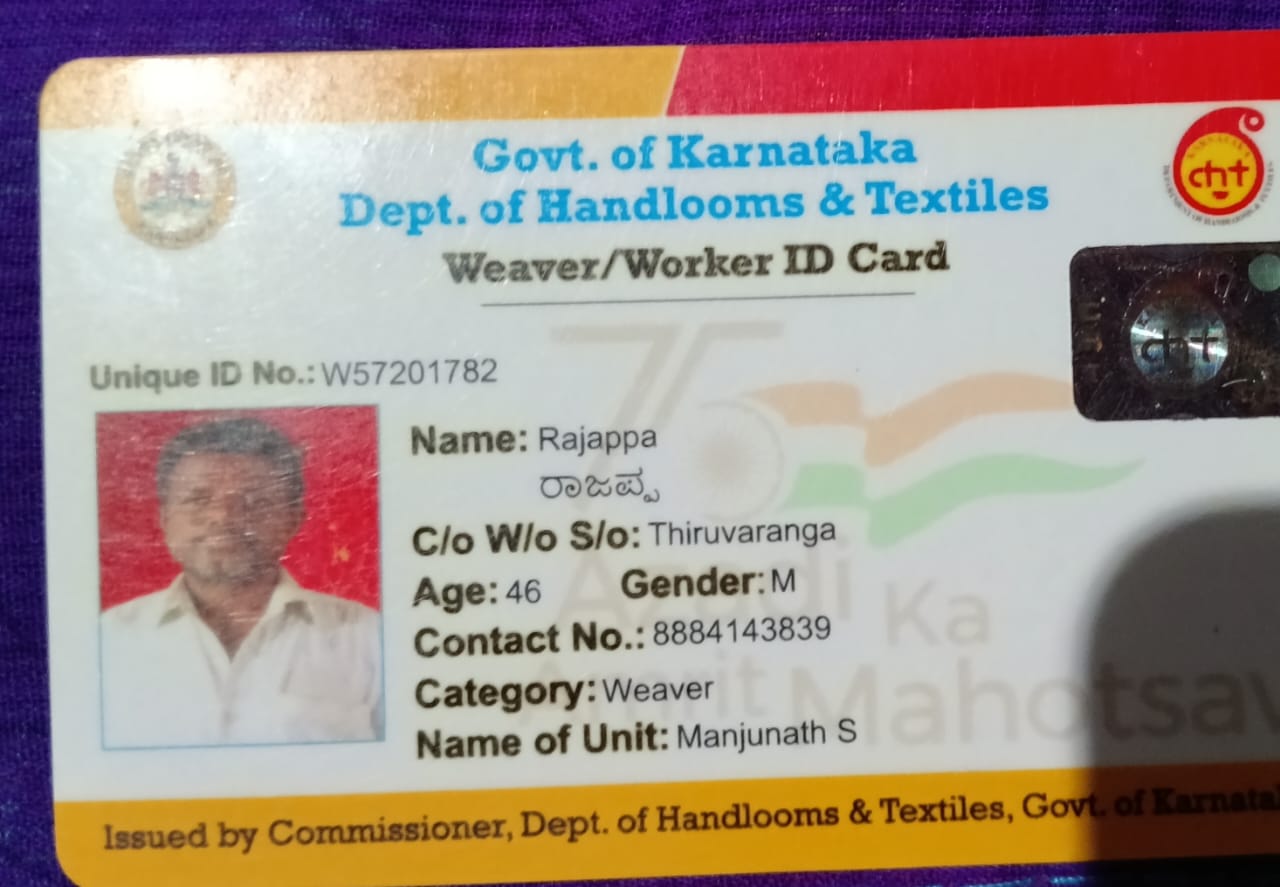 Govt. of Karnataka
Dept. of Handlooms & Textiles
Weaver/Worker ID Card
cht
cht
Unique ID No.: W57201782
75
Name: Rajappa
ರಾಜಪ್ಪ
C/o W/o S/o: Thiruvaranga
Age: 46 Gender: M
Contact No.: 8884143839
Category: Weaver
Name of Unit: Manjunath S
Azadi Ka
Amrit Mahotsav
Issued by Commissioner, Dept. of Handlooms & Textiles, Govt. of Karnata